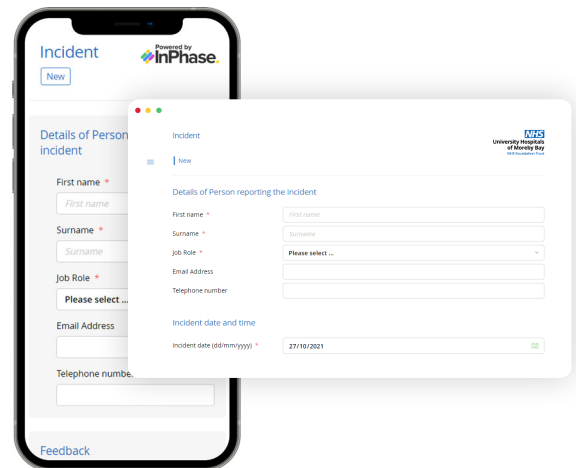 Incident
Powered by
InPhase.
New
Details of Person
incident
First name *
First name
Surname *
Surname
Job Role *
Please select ...
Email Address
Telephone numbe
Feedback
Incident
NHS
University Hospitals
of Moreby Bay
NHS Foundation Trust
New
Details of Person reporting the incident
First name *
First name
Surname *
Surname
Job Role *
Please select ...
Email Address
Telephone number
Incident date and time
Incident date (dd/mm/yyyy) *
27/10/2021